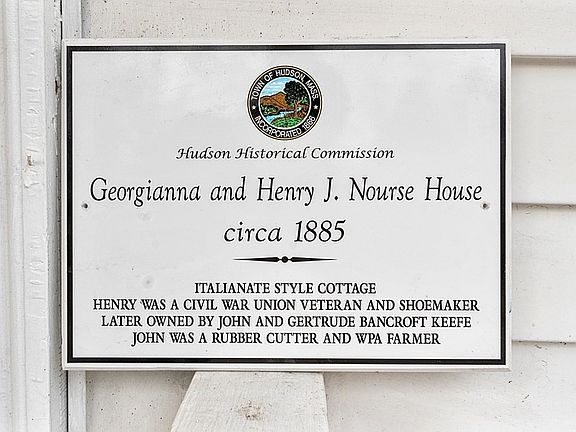 TOWN OF HUDSON, MASS.
INCORPORATED 1866
Hudson Historical Commission
Georgianna and Henry J. Nourse House
circa 1885
ITALIANATE STYLE COTTAGE
HENRY WAS A CIVIL WAR UNION VETERAN AND SHOEMAKER
LATER OWNED BY JOHN AND GERTRUDE BANCROFT KEEFE
JOHN WAS A RUBBER CUTTER AND WPA FARMER